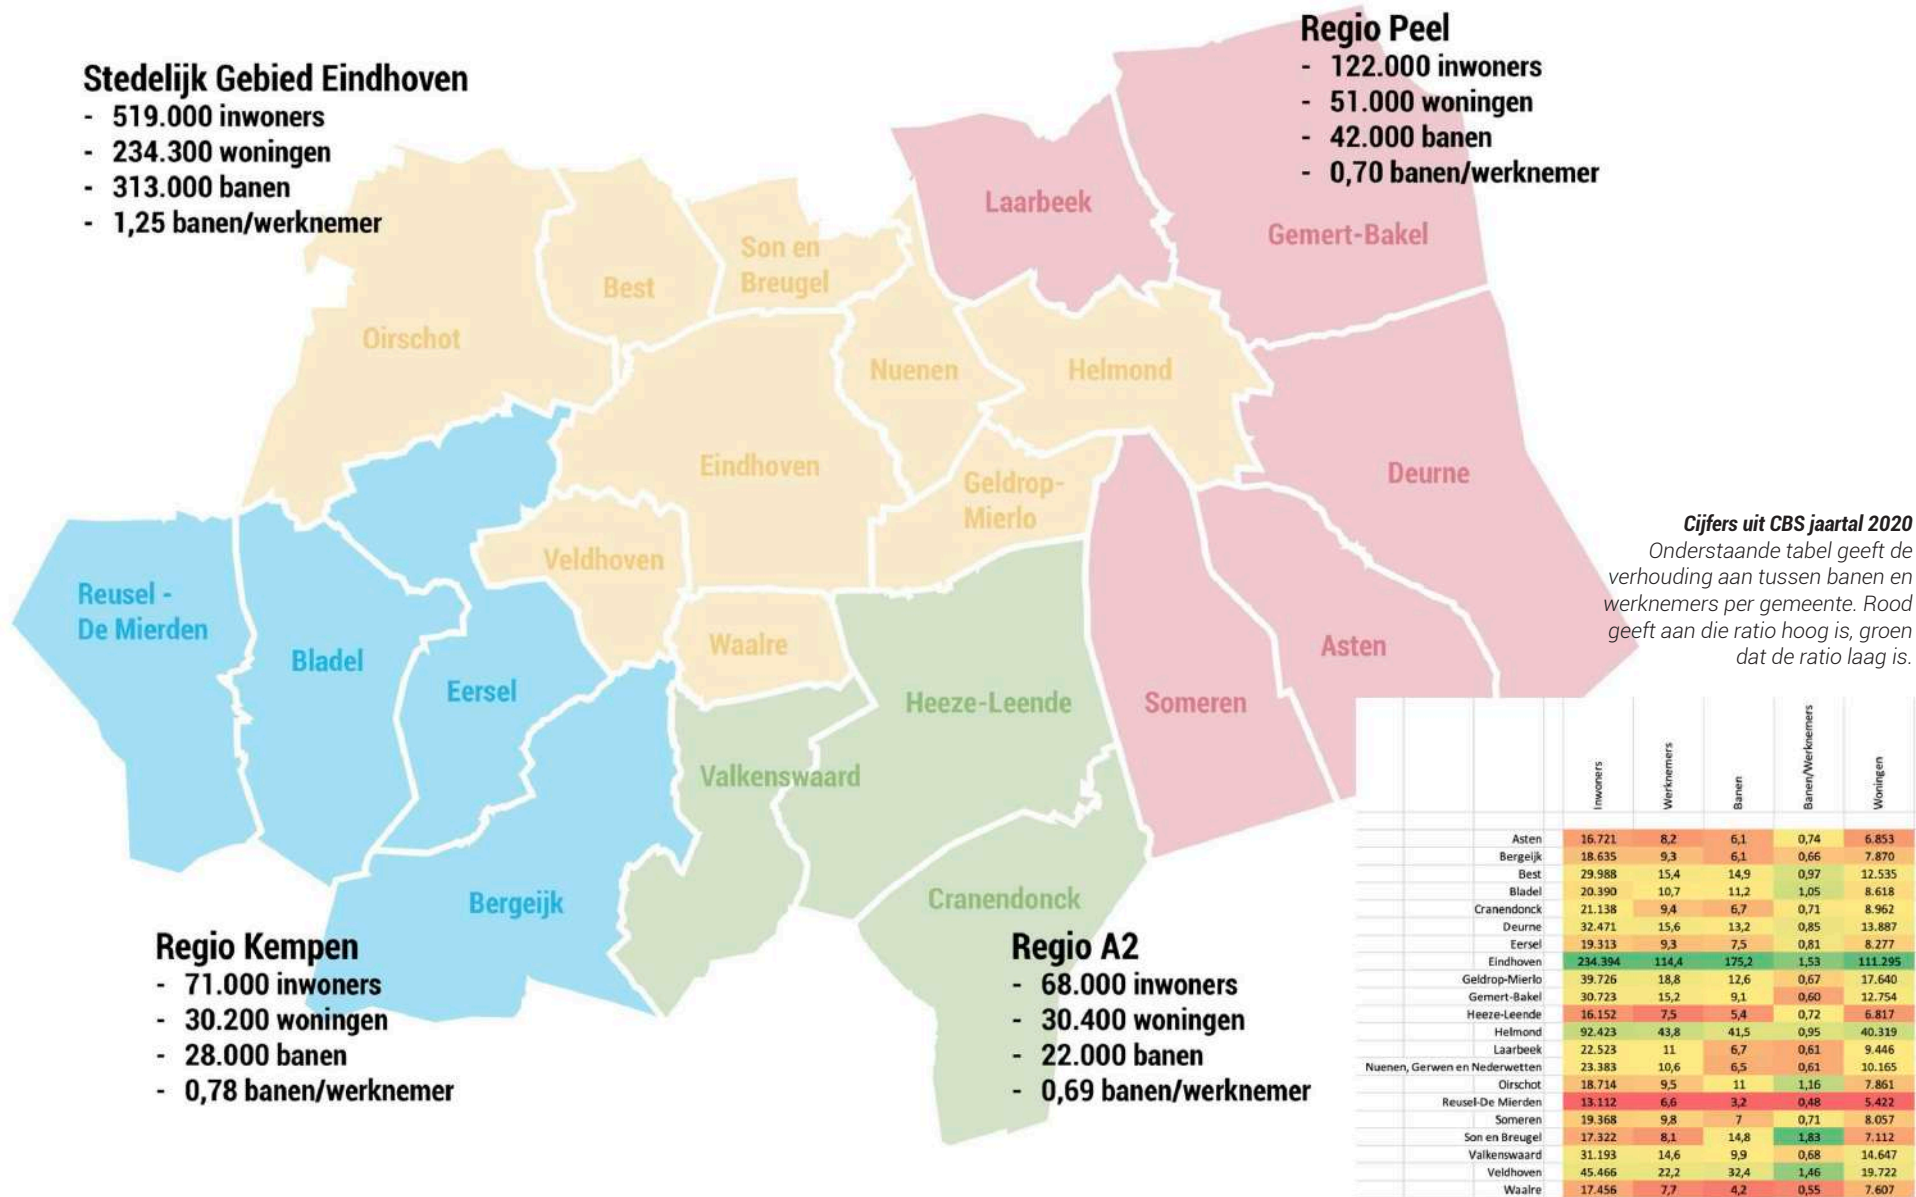 Stedelijk Gebied Eindhoven
- 519.000 inwoners
- 234.300 woningen
- 313.000 banen
- 1,25 banen/werknemer
Regio Peel
- 122.000 inwoners
- 51.000 woningen
- 42.000 banen
- 0,70 banen/werknemer
Laarbeek
Gemert-Bakel
Son en
Breugel
Best
Oirschot
Nuenen
Helmond
Eindhoven
Geldrop-
Mierlo
Deurne
Veldhoven
Reusel -
De Mierden
Bladel
Eersel
Waalre
Heeze-Leende
Someren
Asten
Valkenswaard
Bergeijk
Cranendonck
Regio Kempen
- 71.000 inwoners
- 30.200 woningen
- 28.000 banen
- 0,78 banen/werknemer
Regio A2
- 68.000 inwoners
- 30.400 woningen
- 22.000 banen
- 0,69 banen/werknemer
Cijfers uit CBS jaartal 2020
Onderstaande tabel geeft de
verhouding aan tussen banen en
werknemers per gemeente. Rood
geeft aan die ratio hoog is, groen
dat de ratio laag is.
Inwoners Werknemers Banen Banen/Werknemers Woningen
Asten 16.721 8,2 6,1 0,74 6.853
Bergeijk 18.635 9,3 6,1 0,66 7.870
Best 29.988 15,4 14,9 0,97 12.535
Bladel 20.390 10,7 11,2 1,05 8.618
Cranendonck 21.138 9,4 6,7 0,71 8.962
Deurne 32.471 15,6 13,2 0,85 13.887
Eersel 19.313 9,3 7,5 0,81 8.277
Eindhoven 234.394 114,4 175,2 1,53 111.295
Geldrop-Mierlo 39.726 18,8 12,6 0,67 17.640
Gemert-Bakel 30.723 15,2 9,1 0,60 12.754
Heeze-Leende 16.152 7,5 5,4 0,72 6.817
Helmond 92.423 43,8 41,5 0,95 40.319
Laarbeek 22.523 11 6,7 0,61 9.446
Nuenen, Gerwen en Nederwetten 23.383 10,6 6,5 0,61 10.165
Oirschot 18.714 9,5 11 1,16 7.861
Reusel-De Mierden 13.112 6,6 3,2 0,48 5.422
Someren 19.368 9,8 7 0,71 8.057
Son en Breugel 17.322 8,1 14,8 1,83 7.112
Valkenswaard 31.193 14,6 9,9 0,68 14.647
Veldhoven 45.466 22,2 32,4 1,46 19.722
Waalre 17.456 7,7 4,2 0,55 7.607